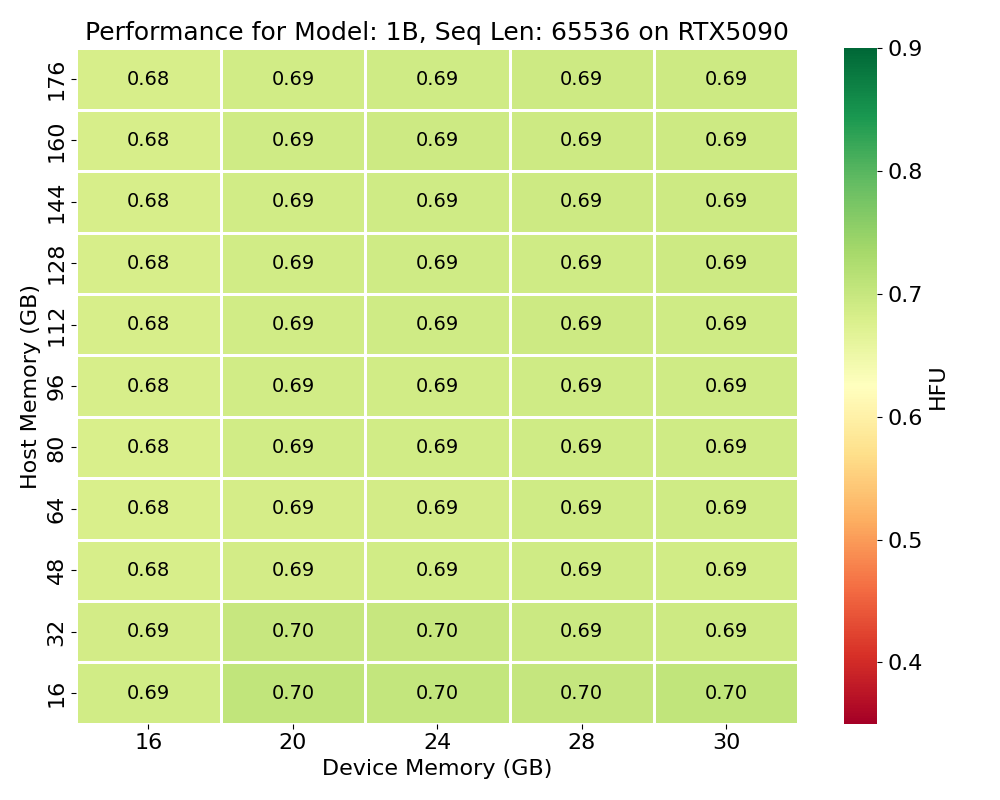 Performance for Model: 1B, Seq Len: 65536 on RTX5090
176 0.68 0.69 0.69 0.69 0.69
160 0.68 0.69 0.69 0.69 0.69
144 0.68 0.69 0.69 0.69 0.69
128 0.68 0.69 0.69 0.69 0.69
112 0.68 0.69 0.69 0.69 0.69
96 0.68 0.69 0.69 0.69 0.69
80 0.68 0.69 0.69 0.69 0.69
64 0.68 0.69 0.69 0.69 0.69
48 0.68 0.69 0.69 0.69 0.69
32 0.69 0.70 0.70 0.69 0.69
16 0.69 0.70 0.70 0.70 0.70
16 20 24 28 30
Device Memory (GB)
Host Memory (GB)
0.9
0.8
0.7
0.6
0.5
0.4
HFU